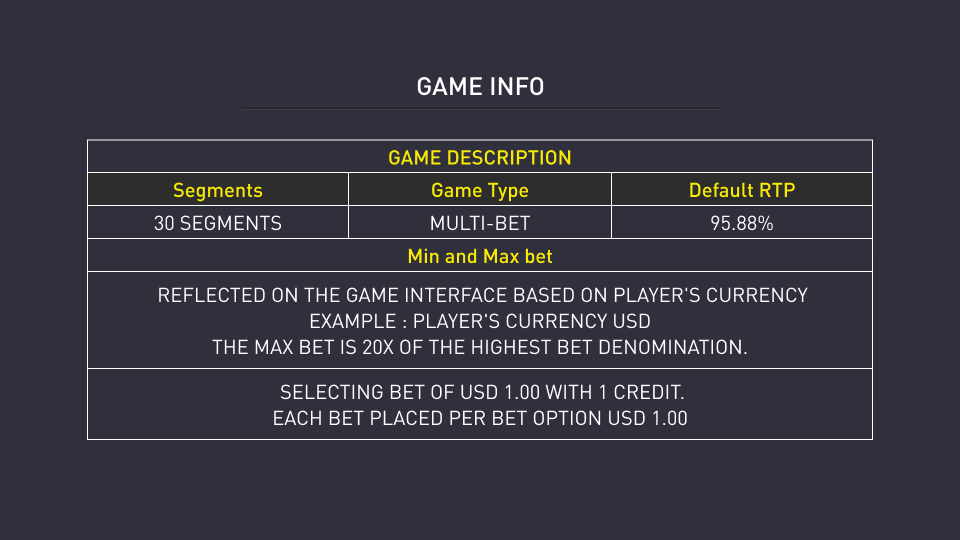 GAME INFO
GAME DESCRIPTION
Segments Game Type Default RTP
30 SEGMENTS MULTI-BET 95.88%
Min and Max bet
REFLECTED ON THE GAME INTERFACE BASED ON PLAYER'S CURRENCY
EXAMPLE : PLAYER'S CURRENCY USD
THE MAX BET IS 20X OF THE HIGHEST BET DENOMINATION.
SELECTING BET OF USD 1.00 WITH 1 CREDIT.
EACH BET PLACED PER BET OPTION USD 1.00